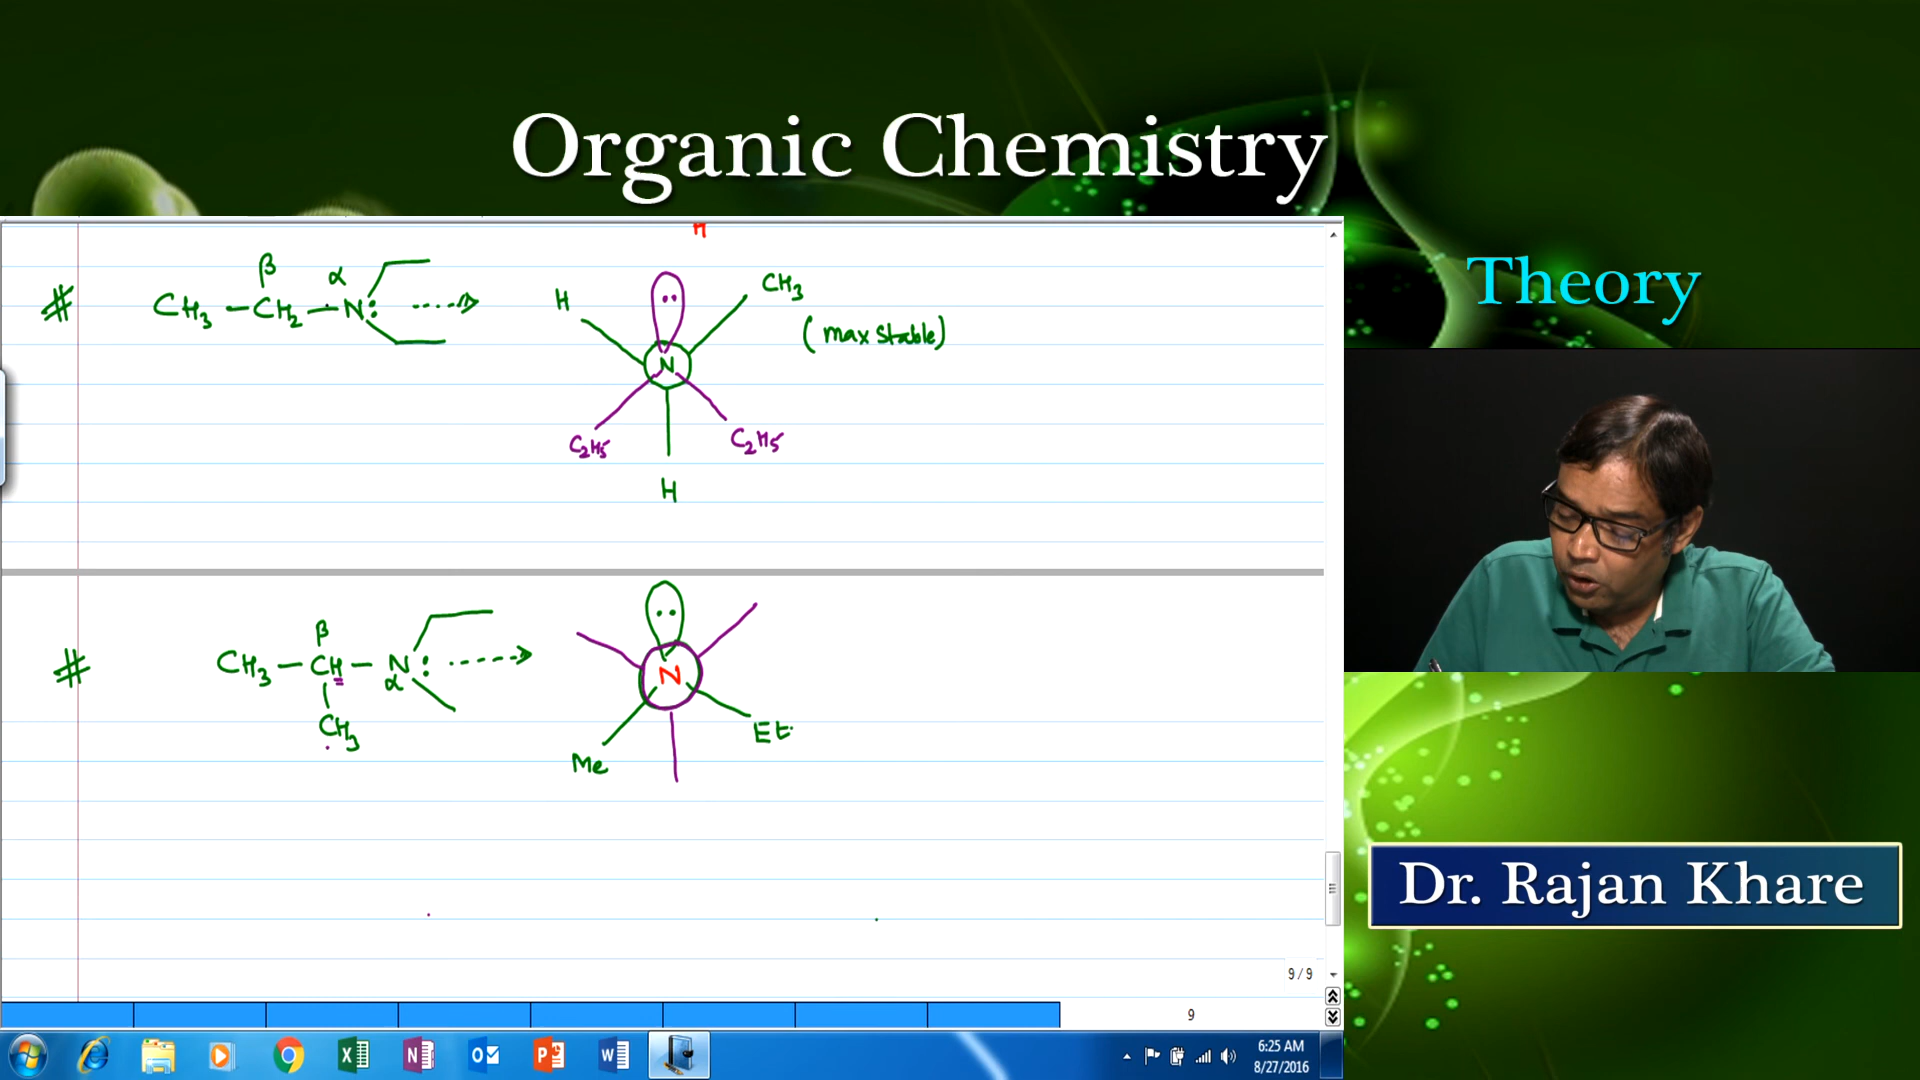 Organic Chemistry
Theory
H
# CH3 - CH2 - N:
β α
H
CH3
(max stable)
N
C2H5
C2H5
H
# CH3 - CH - N:
β
α
CH3
N
Me
Et
9/9
9
Dr. Rajan Khare
6:25 AM
8/27/2016